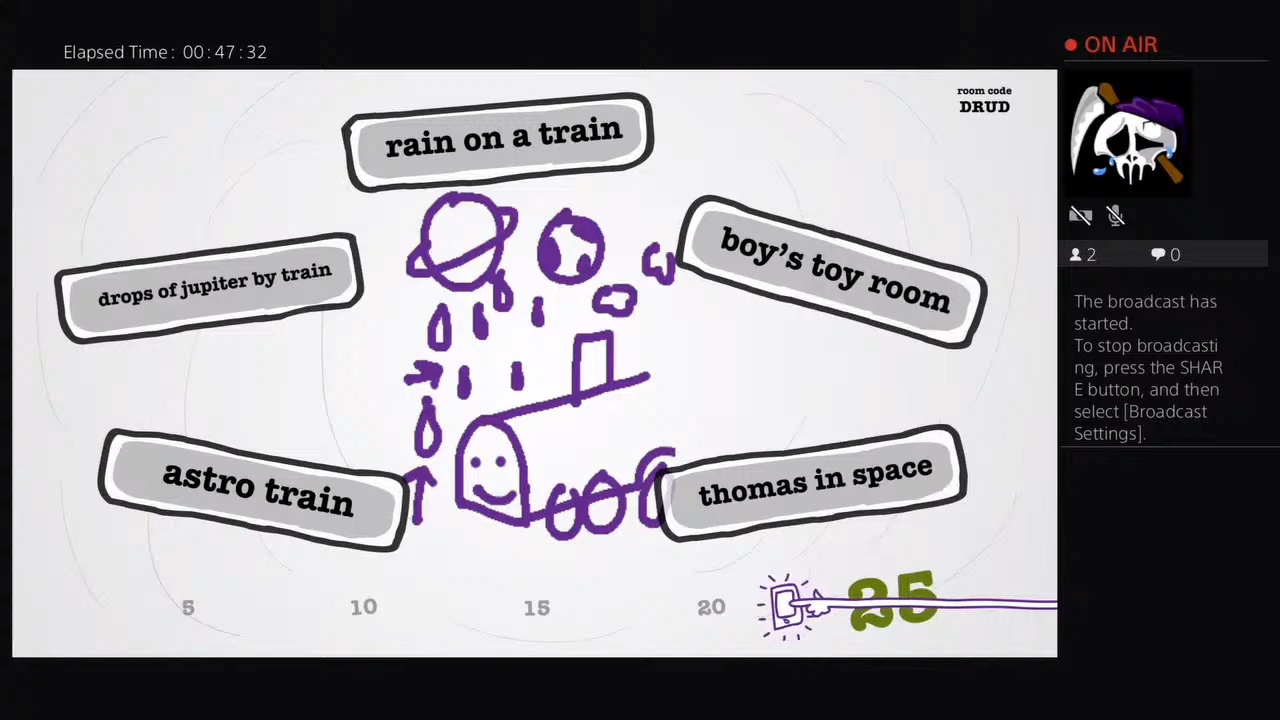 Elapsed Time: 00:47:32
ON AIR
room code
DRUD
rain on a train
boy's toy room
drops of jupiter by train
astro train
thomas in space
5 10 15 20 25
2 0
The broadcast has
started.
To stop broadcasti
ng, press the SHAR
E button, and then
select [Broadcast
Settings].